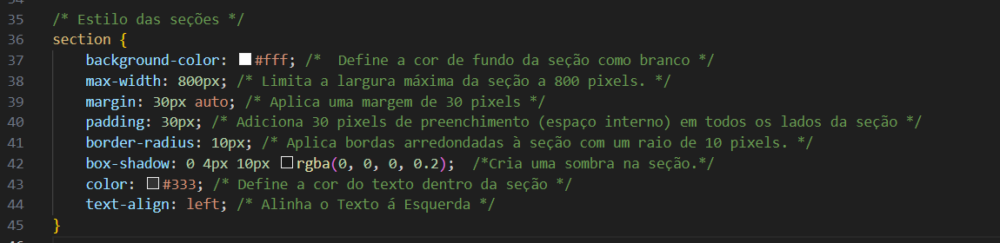 35 /* Estilo das seções */
36 section {
37 background-color: #fff; /*  Define a cor de fundo da seção como branco */
38 max-width: 800px; /* Limita a largura máxima da seção a 800 pixels. */
39 margin: 30px auto; /* Aplica uma margem de 30 pixels */
40 padding: 30px; /* Adiciona 30 pixels de preenchimento (espaço interno) em todos os lados da seção */
41 border-radius: 10px; /* Aplica bordas arredondadas à seção com um raio de 10 pixels. */
42 box-shadow: 0 4px 10px rgba(0, 0, 0, 0.2);  /*Cria uma sombra na seção.*/
43 color: #333; /* Define a cor do texto dentro da seção */
44 text-align: left; /* Alinha o Texto á Esquerda */
45 }